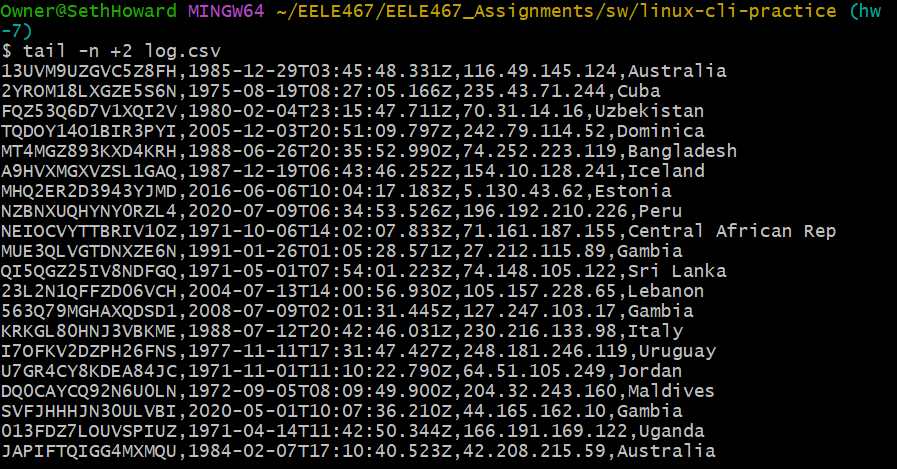 Owner@SethHoward MINGW64 ~/EELE467/EELE467_Assignments/sw/linux-cli-practice (hw
-7)
$ tail -n +2 log.csv
13UVM9UZGVC5Z8FH,1985-12-29T03:45:48.331Z,116.49.145.124,Australia
2YROM18LXGZE5S6N,1975-08-19T08:27:05.166Z,235.43.71.244,Cuba
FQZ53Q6D7V1XQI2V,1980-02-04T23:15:47.711Z,70.31.14.16,Uzbekistan
TQDOY14O1BIR3PYI,2005-12-03T20:51:09.797Z,242.79.114.52,Dominica
MT4MGZ893KXD4KRH,1988-06-26T20:35:52.990Z,74.252.223.119,Bangladesh
A9HVXMGXVZSL1GAQ,1987-12-19T06:43:46.252Z,154.10.128.241,Iceland
MHQ2ER2D3943YJMD,2016-06-06T10:04:17.183Z,5.130.43.62,Estonia
NZBNXUQHYNY0RZL4,2020-07-09T06:34:53.526Z,196.192.210.226,Peru
NEIOCVYTTBRIV10Z,1971-10-06T14:02:07.833Z,71.161.187.155,Central African Rep
MUE3QLVGTDNXZE6N,1991-01-26T01:05:28.571Z,27.212.115.89,Gambia
QI5QGZ25IV8NDFGQ,1971-05-01T07:54:01.223Z,74.148.105.122,Sri Lanka
23L2N1QFFZD06VCH,2004-07-13T14:00:56.930Z,105.157.228.65,Lebanon
563Q79MGHAXQDSD1,2008-07-09T02:01:31.445Z,127.247.103.17,Gambia
KRKGL8OHNJ3VBKME,1988-07-12T20:42:46.031Z,230.216.133.98,Italy
I7OFKV2DZPH26FNS,1977-11-11T17:31:47.427Z,248.181.246.119,Uruguay
U7GR4CY8KDEA84JC,1971-11-01T11:10:22.790Z,64.51.105.249,Jordan
DQ0CAYCQ92N6U0LN,1972-09-05T08:09:49.900Z,204.32.243.160,Maldives
SVFJHHHJN3OULVBI,2020-05-01T10:07:36.210Z,44.165.162.10,Gambia
013FDZ7LOUVSPIUZ,1971-04-14T11:42:50.344Z,166.191.169.122,Uganda
JAPIFTQIGG4MXMQU,1984-02-07T17:10:40.523Z,42.208.215.59,Australia